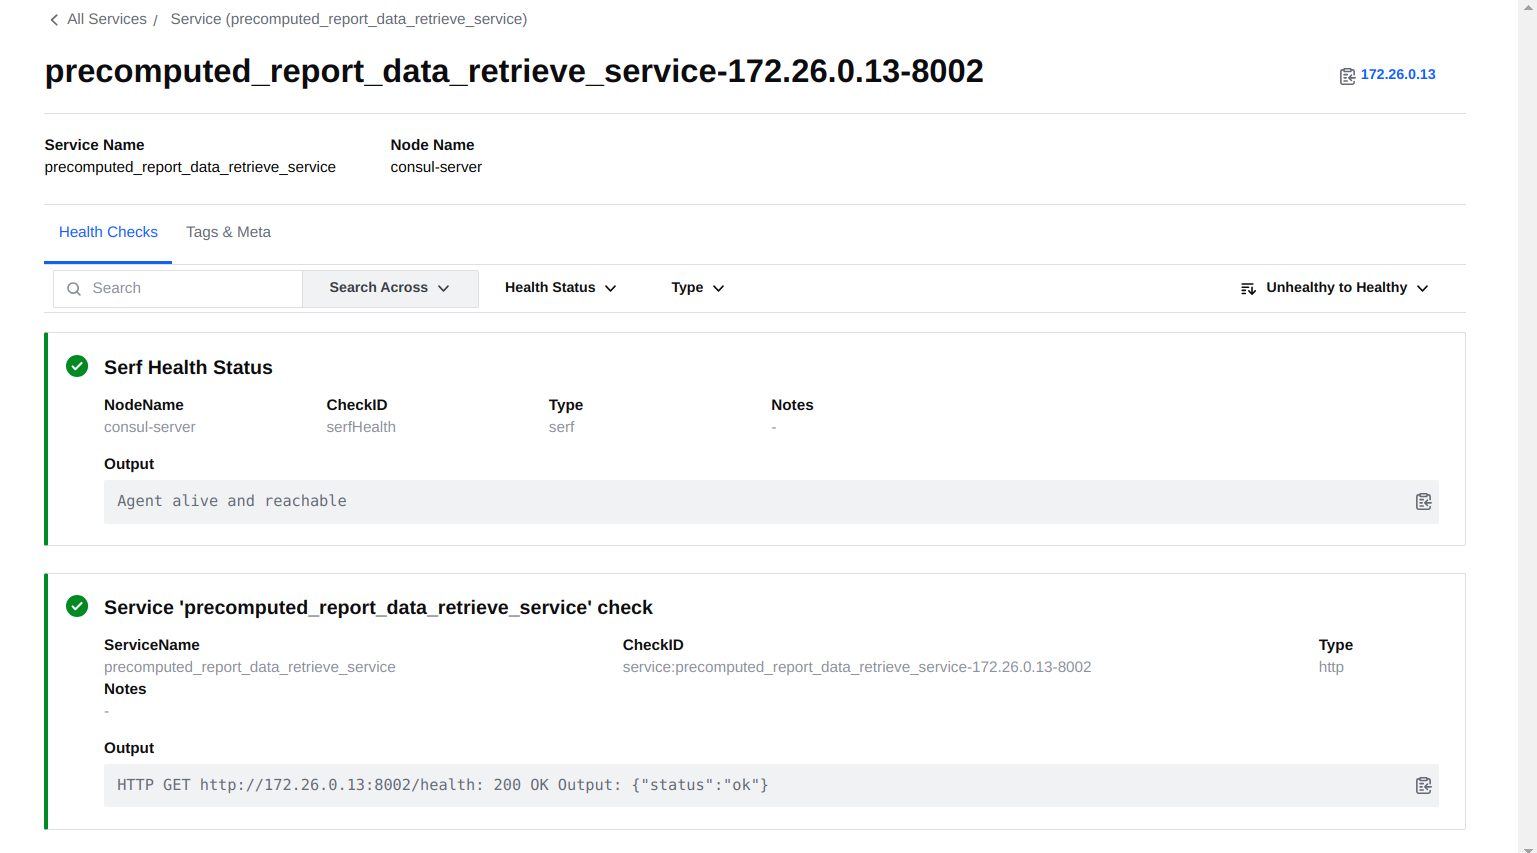 All Services / Service (precomputed_report_data_retrieve_service)
precomputed_report_data_retrieve_service-172.26.0.13-8002
172.26.0.13
Service Name Node Name
precomputed_report_data_retrieve_service consul-server
Health Checks Tags & Meta
Search Search Across Health Status Type Unhealthy to Healthy
Serf Health Status
NodeName CheckID Type Notes
consul-server serfHealth serf -
Output
Agent alive and reachable
Service 'precomputed_report_data_retrieve_service' check
ServiceName CheckID Type
precomputed_report_data_retrieve_service service:precomputed_report_data_retrieve_service-172.26.0.13-8002 http
Notes
-
Output
HTTP GET http://172.26.0.13:8002/health: 200 OK Output: {"status":"ok"}